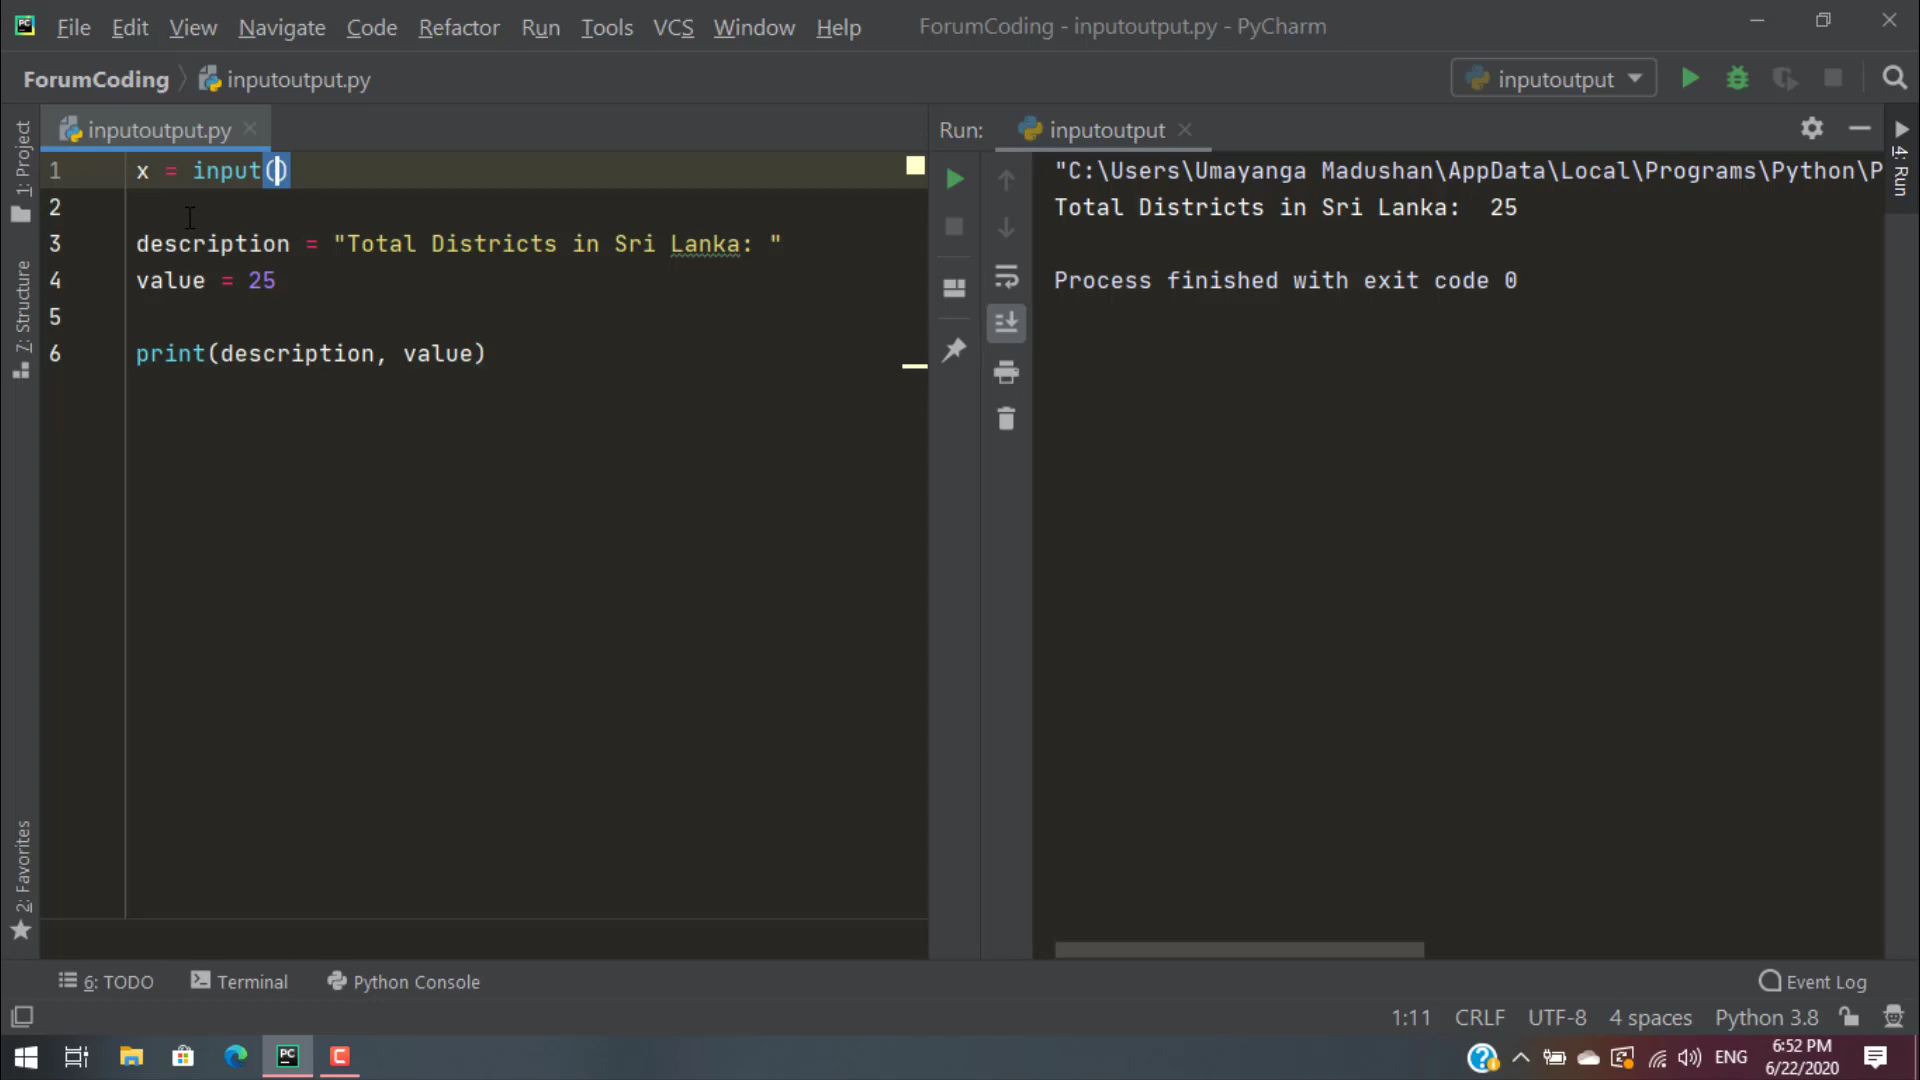 PC File Edit View Navigate Code Refactor Run Tools VCS Window Help ForumCoding - inputoutput.py - PyCharm
ForumCoding inputoutput.py inputoutput
inputoutput.py
1 x = input()
2
3 description = "Total Districts in Sri Lanka: "
4 value = 25
5
6 print(description, value)
Run: inputoutput
"C:\Users\Umayanga Madushan\AppData\Local\Programs\Python\P
Total Districts in Sri Lanka:  25
Process finished with exit code 0
1: Project
7: Structure
2: Favorites
4: Run
6: TODO Terminal Python Console Event Log
1:11 CRLF UTF-8 4 spaces Python 3.8
PC C ENG 6:52 PM
6/22/2020